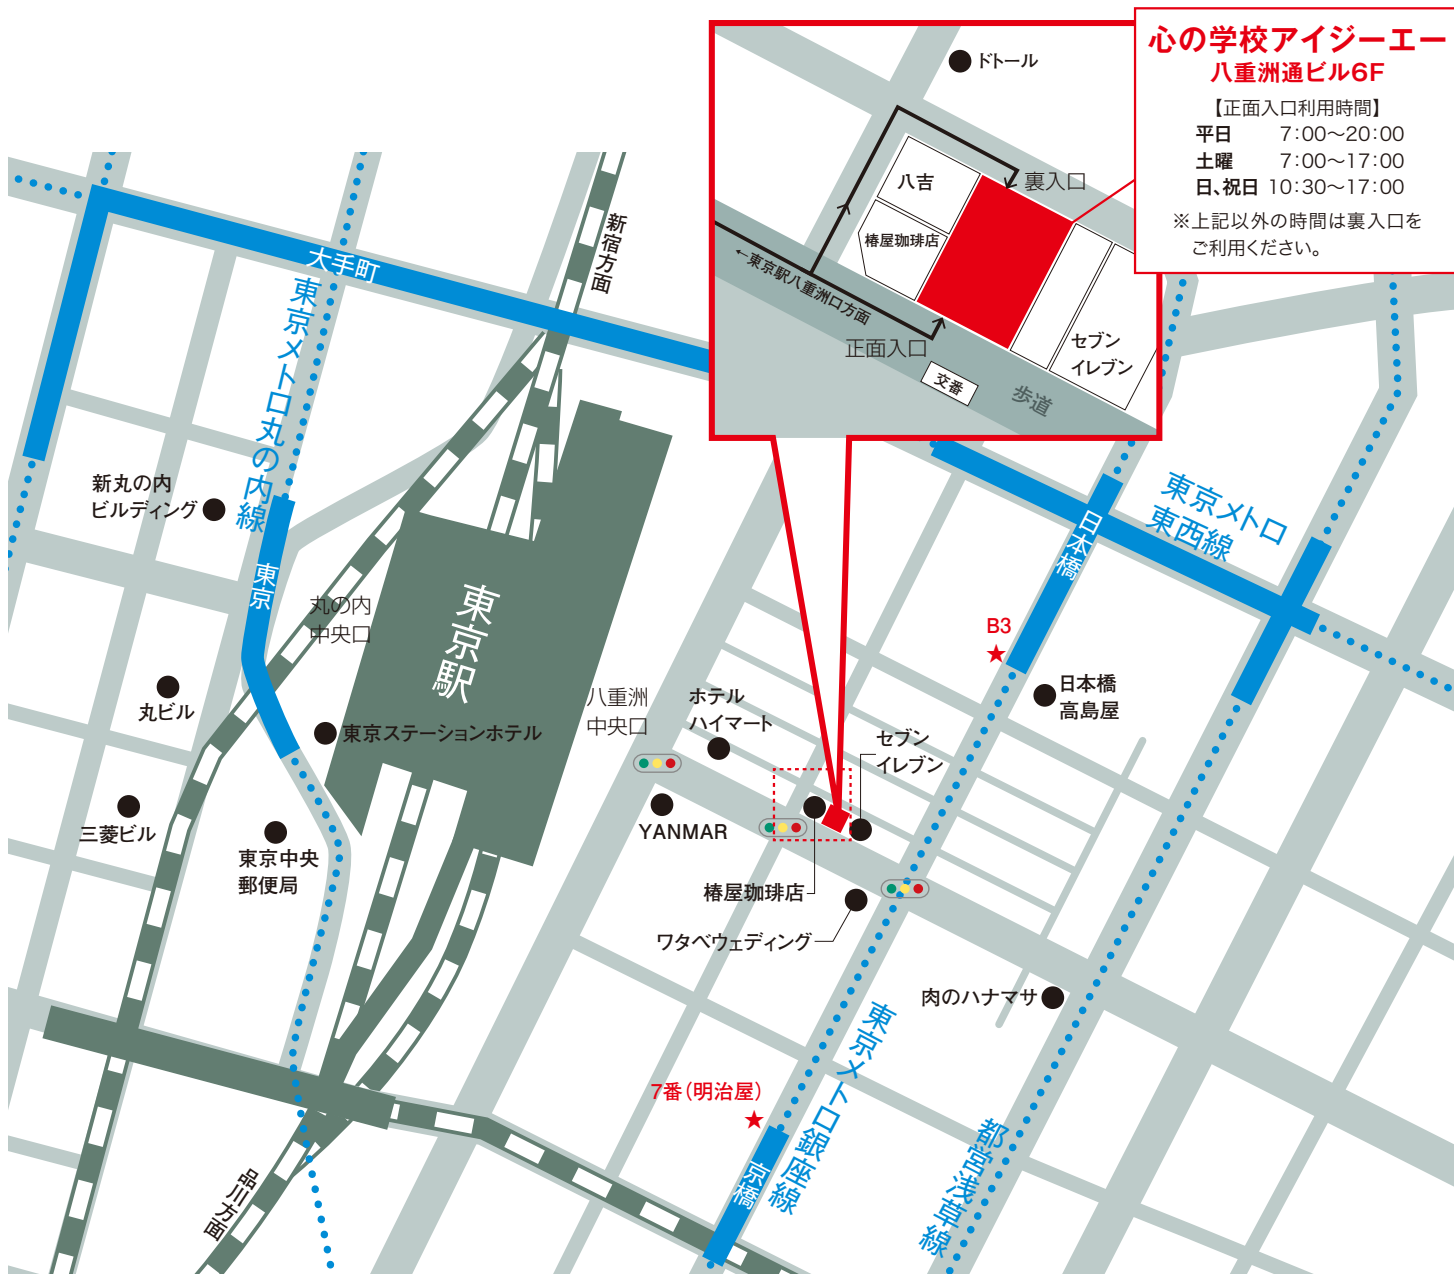 心の学校アイジーエー
八重洲通ビル6F
【正面入口利用時間】
平日 7:00〜20:00
土曜 7:00〜17:00
日、祝日 10:30〜17:00
※上記以外の時間は裏入口を
ご利用ください。
ドトール
八吉
裏入口
椿屋珈琲店
←東京駅八重洲口方面
正面入口
セブン
イレブン
交番
歩道
新宿方面
大手町
東京メトロ丸の内線
新丸の内
ビルディング
東京
丸の内
中央口
東京駅
東京メトロ
東西線
日本橋
B3
日本橋
高島屋
八重洲
中央口
ホテル
ハイマート
セブン
イレブン
丸ビル
東京ステーションホテル
三菱ビル
東京中央
郵便局
YANMAR
椿屋珈琲店
ワタベウェディング
肉のハナマサ
東京メトロ銀座線
7番(明治屋)
京橋
都営浅草線
品川方面